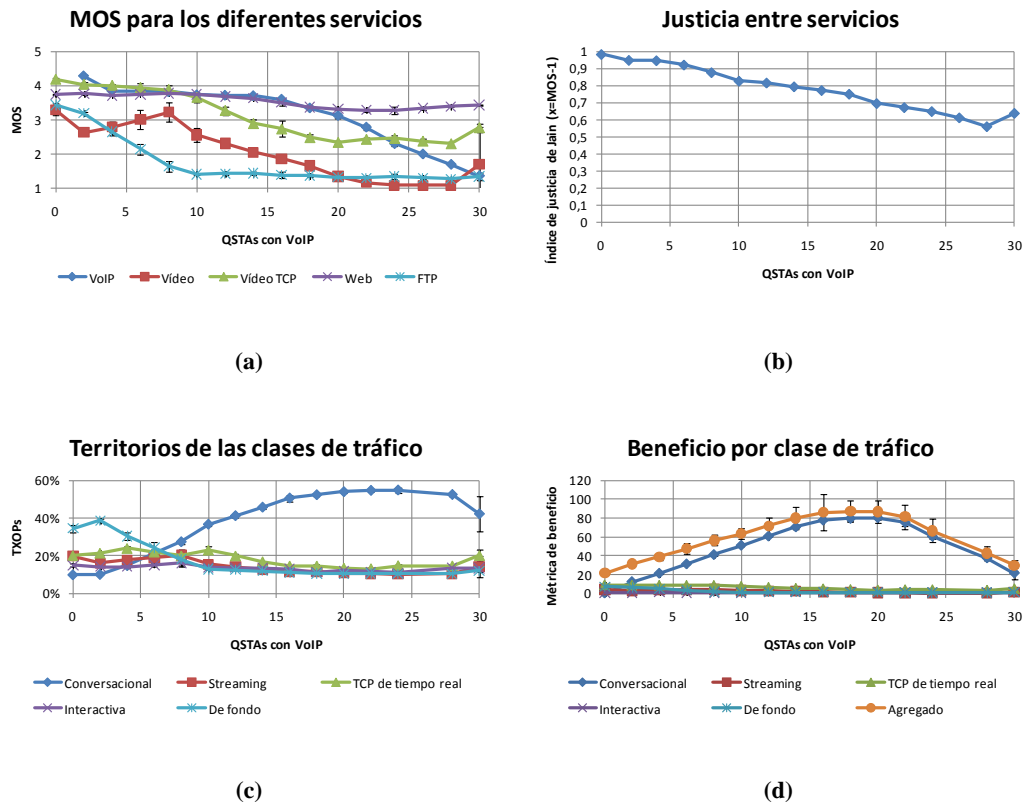 MOS para los diferentes servicios
5
4
3
2
1
MOS
0
5
10
15
20
25
30
QSTAs con VoIP
VoIP
Vídeo
Vídeo TCP
Web
FTP
(a)
Justicia entre servicios
1
0,9
0,8
0,7
0,6
0,5
0,4
0,3
0,2
0,1
0
Índice de justicia de Jain (x=MOS-1)
0
5
10
15
20
25
30
QSTAs con VoIP
(b)
Territorios de las clases de tráfico
60%
40%
20%
0%
TXOPs
0
5
10
15
20
25
30
QSTAs con VoIP
Conversacional
Streaming
TCP de tiempo real
Interactiva
De fondo
(c)
Beneficio por clase de tráfico
120
100
80
60
40
20
0
Métrica de beneficio
0
5
10
15
20
25
30
QSTAs con VoIP
Conversacional
Streaming
TCP de tiempo real
Interactiva
De fondo
Agregado
(d)